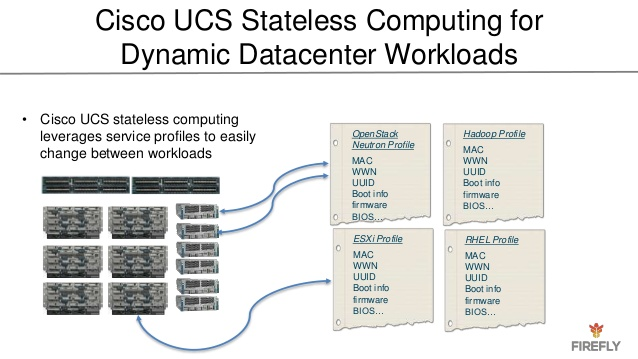 Cisco UCS Stateless Computing for
Dynamic Datacenter Workloads
• Cisco UCS stateless computing
leverages service profiles to easily
change between workloads
OpenStack
Neutron Profile
MAC
WWN
UUID
Boot info
firmware
BIOS…
Hadoop Profile
MAC
WWN
UUID
Boot info
firmware
BIOS…
ESXi Profile
MAC
WWN
UUID
Boot info
firmware
BIOS…
RHEL Profile
MAC
WWN
UUID
Boot info
firmware
BIOS…
FIREFLY